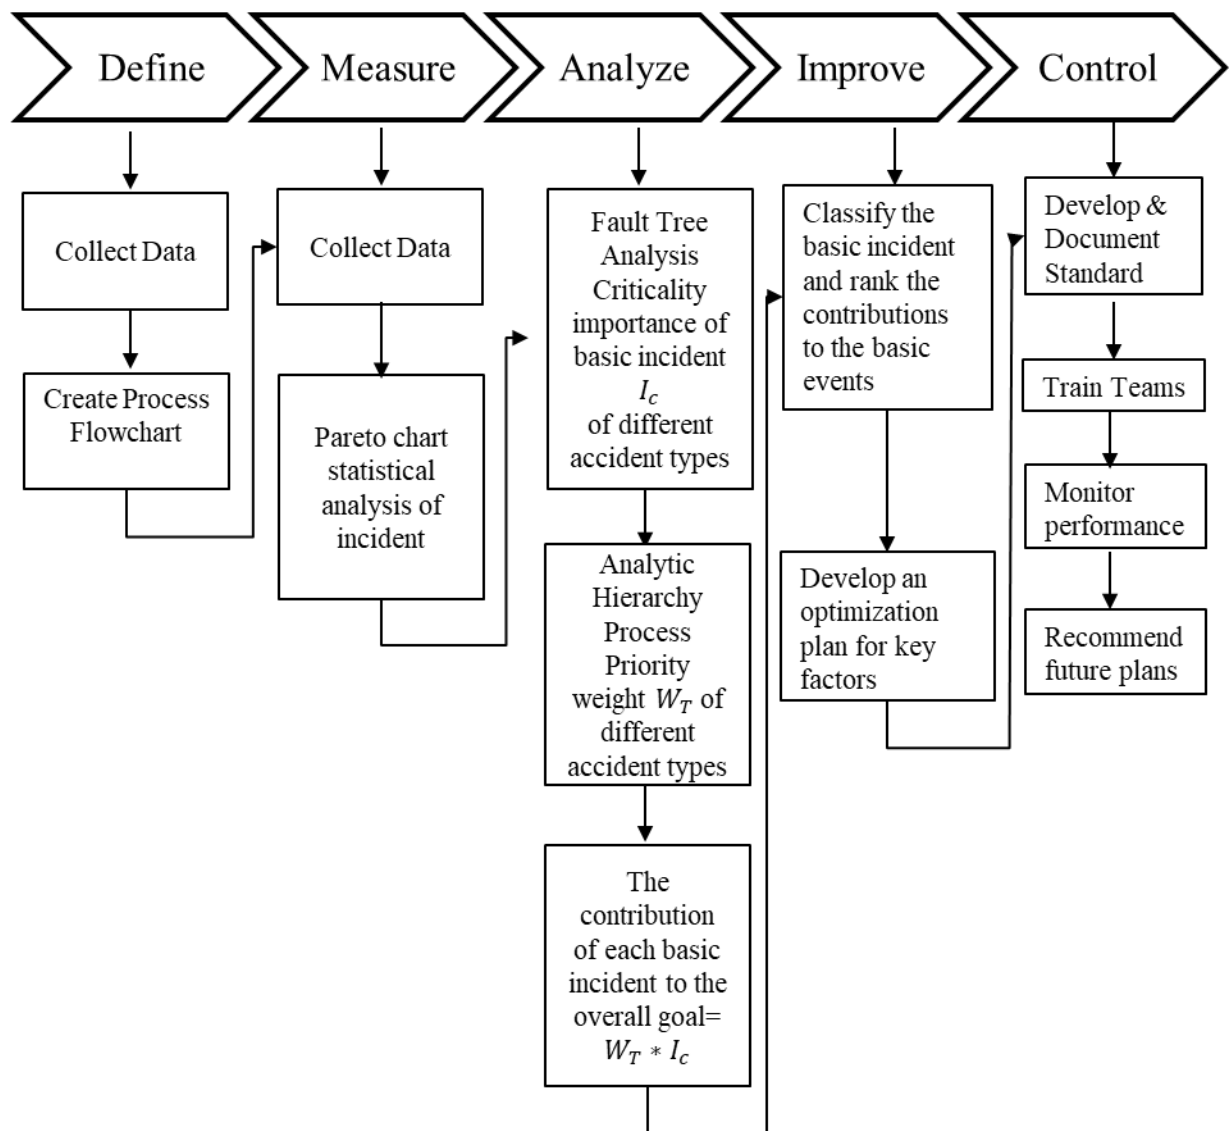 Define
Measure
Analyze
Improve
Control
Collect Data
Create Process
Flowchart
Collect Data
Pareto chart
statistical
analysis of
incident
Fault Tree
Analysis
Criticality
importance of
basic incident
I_c
of different
accident types
Analytic
Hierarchy
Process
Priority
weight W_T of
different
accident types
The
contribution
of each basic
incident to the
overall goal=
W_T * I_c
Classify the
basic incident
and rank the
contributions
to the basic
events
Develop an
optimization
plan for key
factors
Develop &
Document
Standard
Train Teams
Monitor
performance
Recommend
future plans